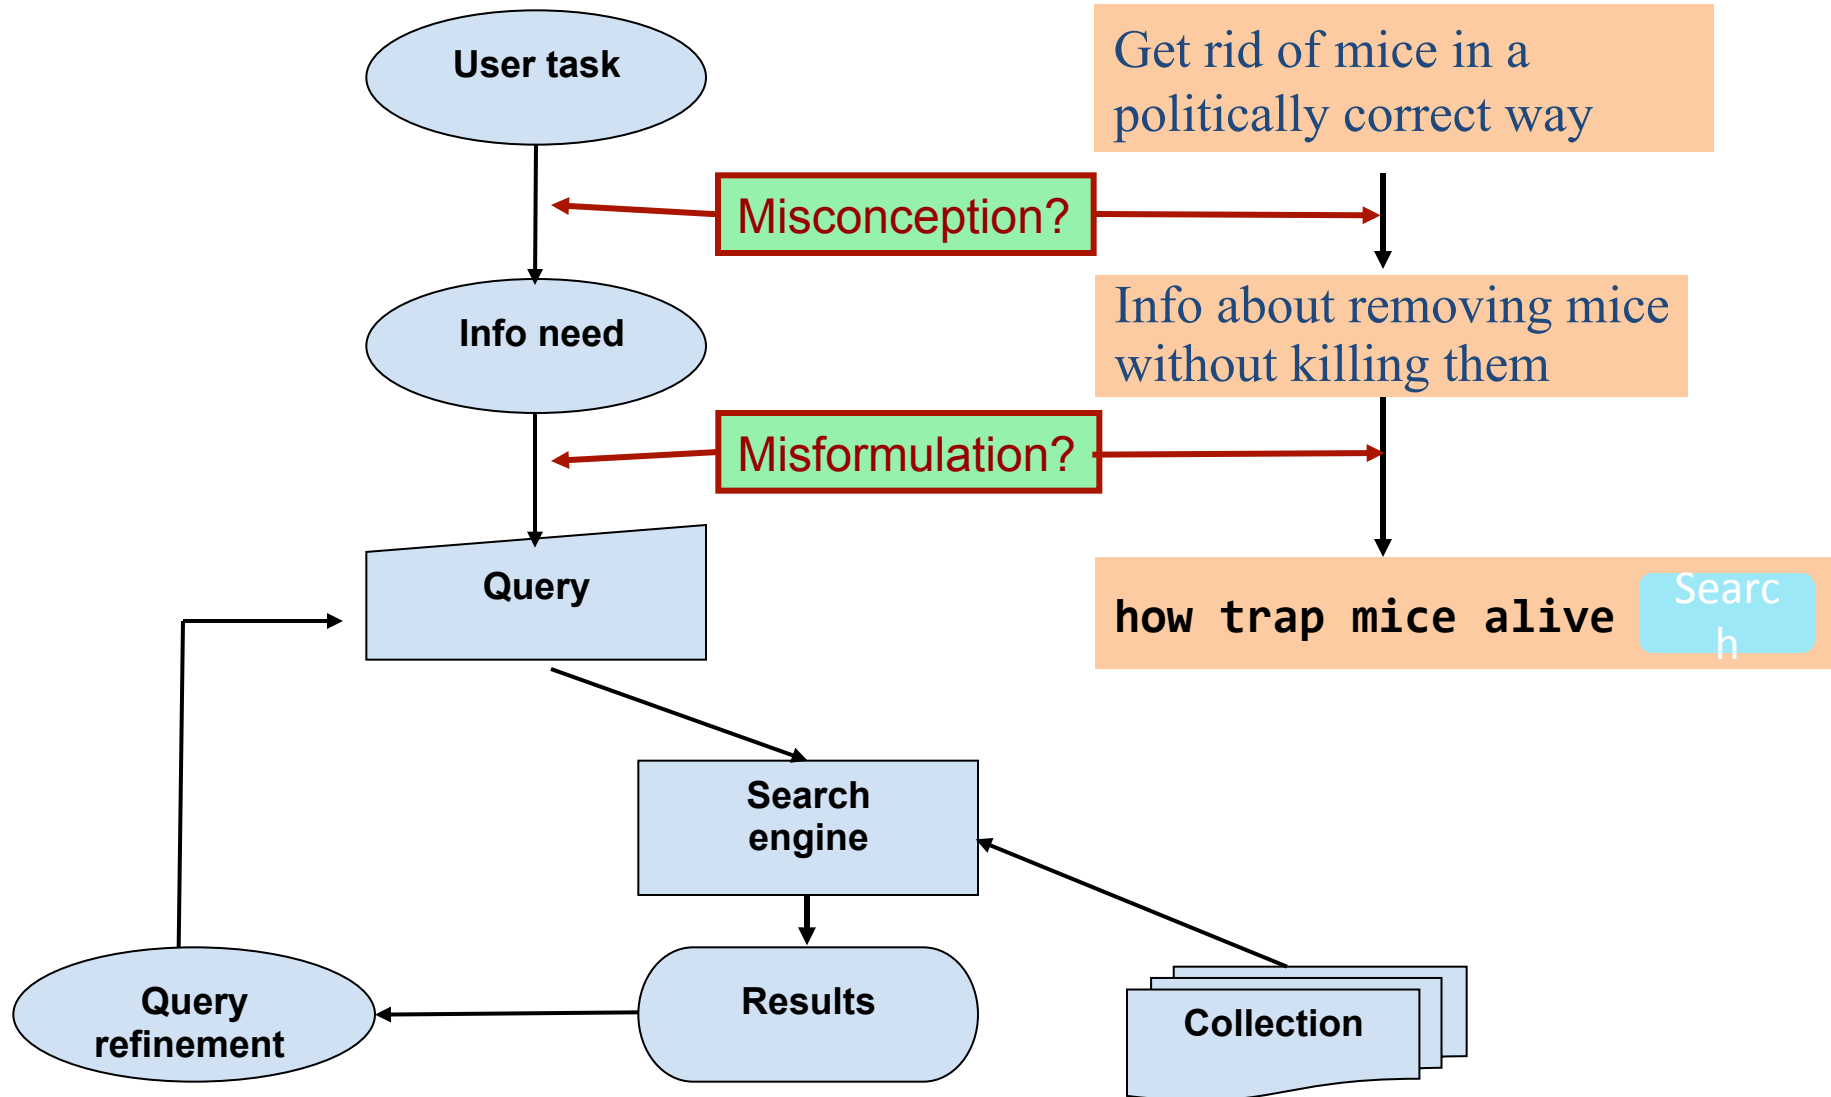 User task
Get rid of mice in a
politically correct way
Misconception?
Info need
Info about removing mice
without killing them
Misformulation?
Query
how trap mice alive
Searc
h
Search
engine
Results
Query
refinement
Collection